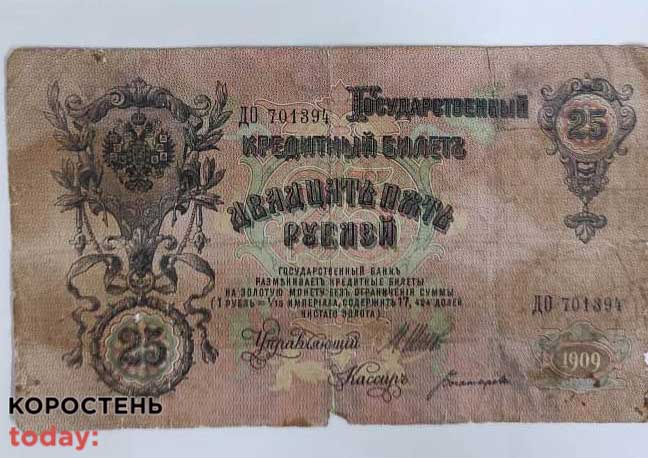 ДО 701394
Государственный
25
Кредитный Билетъ
Двадцать пять
рублей
Государственный Банкъ
размѣниваетъ кредитные билеты
на золотую монету безъ ограниченія суммы
(1 рубль = 1/15 имперіала, содержитъ 17,424 долей
чистаго золота)
ДО 701394
Управляющій
25
1909
Кассиръ
КОРОСТЕНЬ
today: